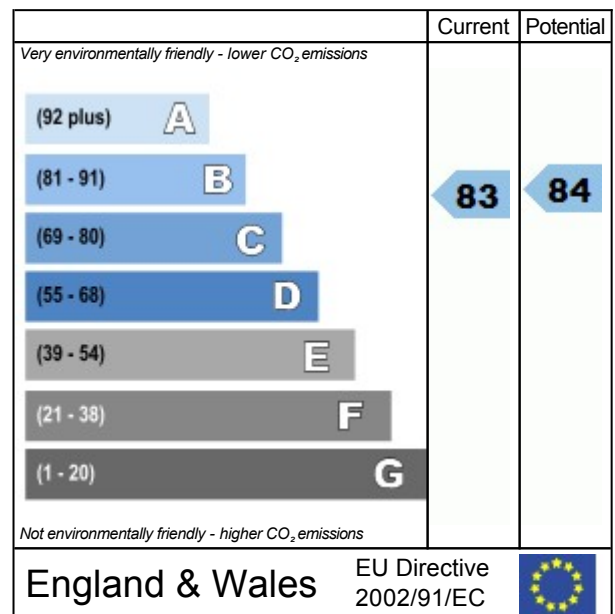 Current Potential
Very environmentally friendly - lower CO₂ emissions
(92 plus) A
(81 - 91) B
83
84
(69 - 80) C
(55 - 68) D
(39 - 54) E
(21 - 38) F
(1 - 20) G
Not environmentally friendly - higher CO₂ emissions
England & Wales
EU Directive
2002/91/EC